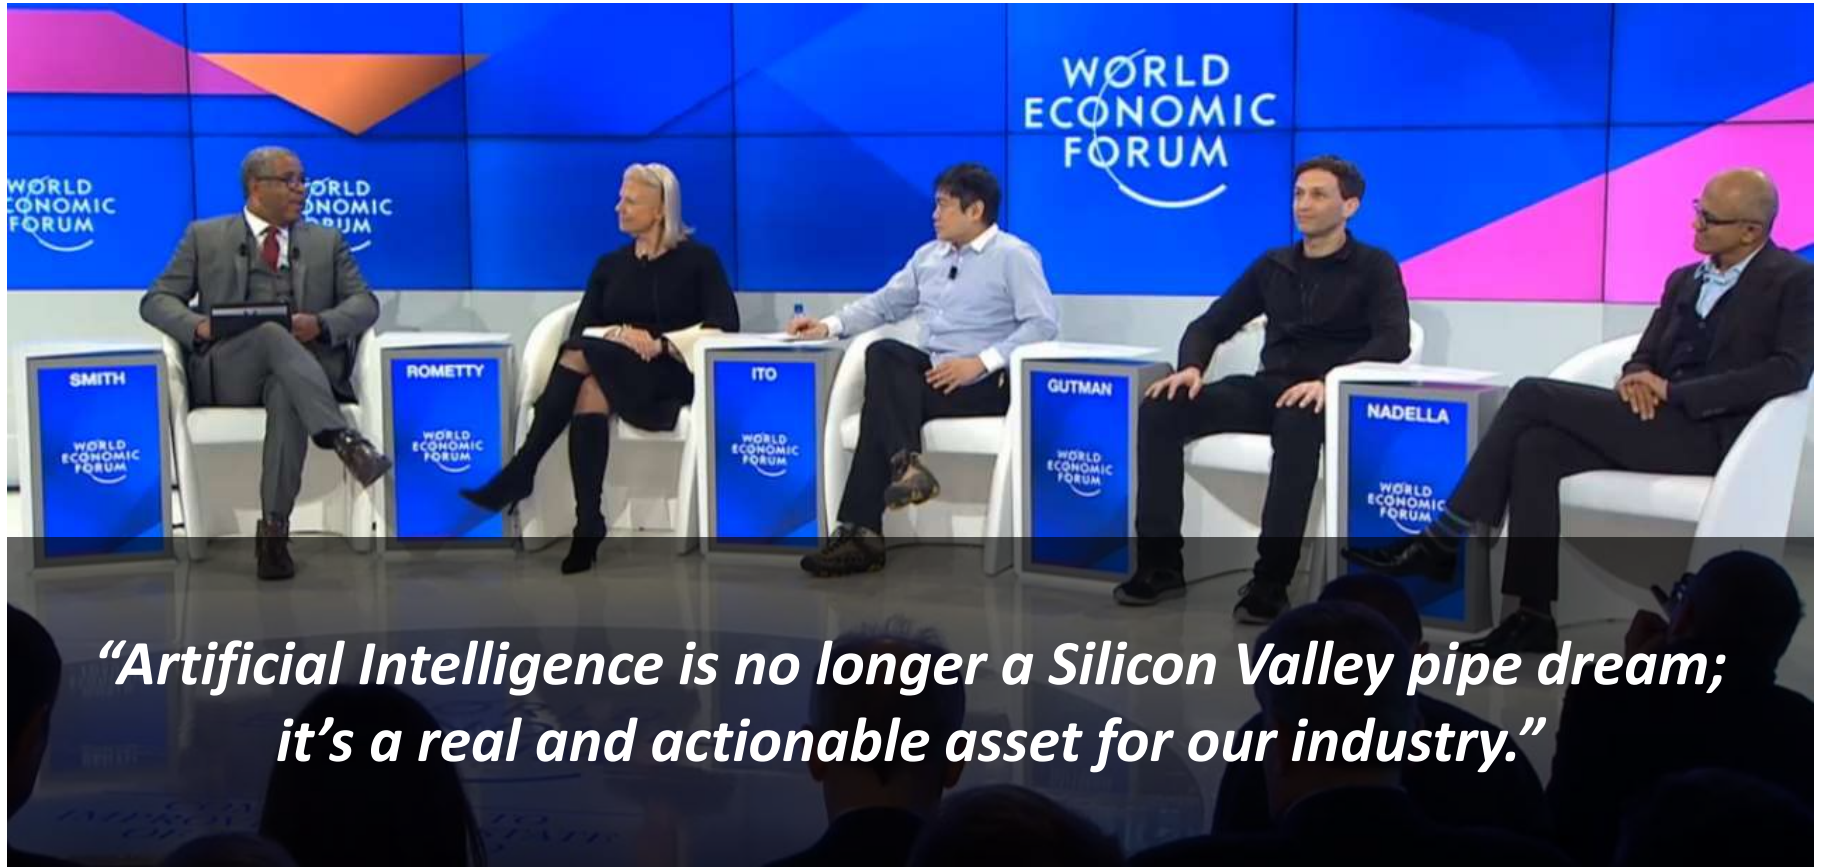 WORLD
ECONOMIC
FORUM
WORLD
ECONOMIC
FORUM
SMITH
WORLD
ECONOMIC
FORUM
ROMETTY
WORLD
ECONOMIC
FORUM
ITO
WORLD
ECONOMIC
FORUM
GUTMAN
WORLD
ECONOMIC
FORUM
NADELLA
WORLD
ECONOMIC
FORUM
“Artificial Intelligence is no longer a Silicon Valley pipe dream;
it’s a real and actionable asset for our industry.”